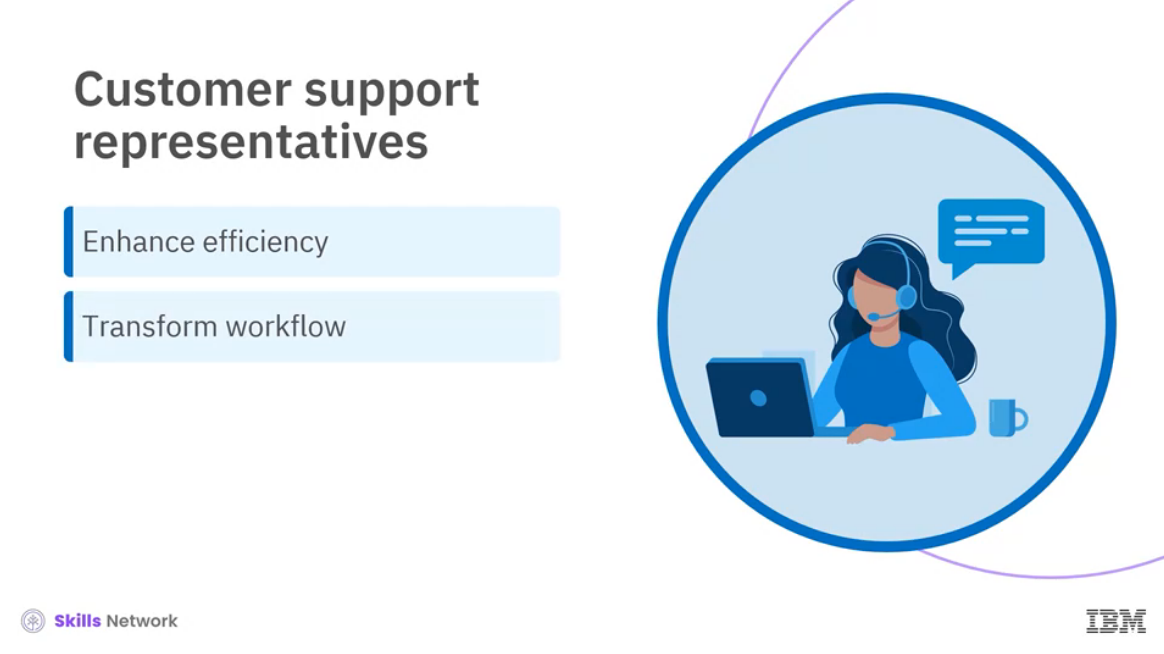 Customer support
representatives
Enhance efficiency
Transform workflow
Skills Network
IBM